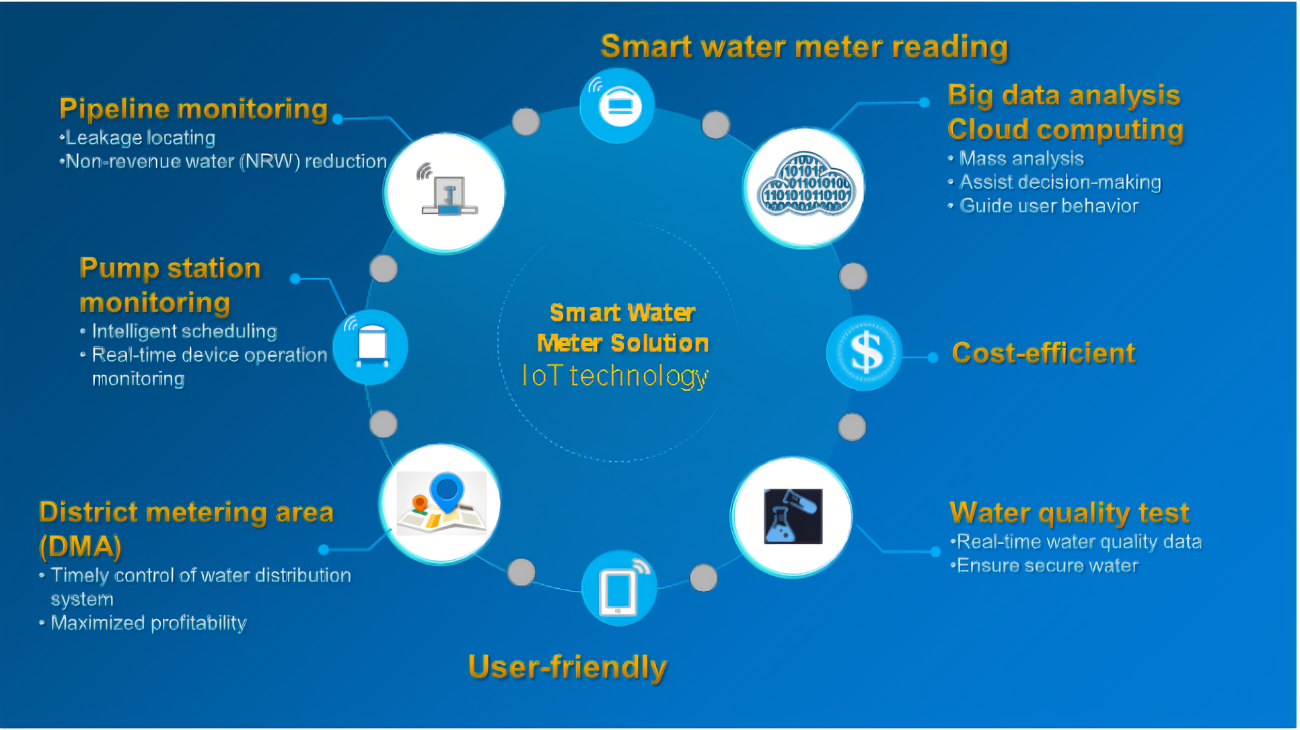 Smart water meter reading
Pipeline monitoring
•Leakage locating
•Non-revenue water (NRW) reduction
Big data analysis
Cloud computing
• Mass analysis
• Assist decision-making
• Guide user behavior
Pump station
monitoring
• Intelligent scheduling
• Real-time device operation
monitoring
Smart Water
Meter Solution
IoT technology
$
Cost-efficient
District metering area
(DMA)
• Timely control of water distribution
system
• Maximized profitability
Water quality test
•Real-time water quality data
•Ensure secure water
User-friendly